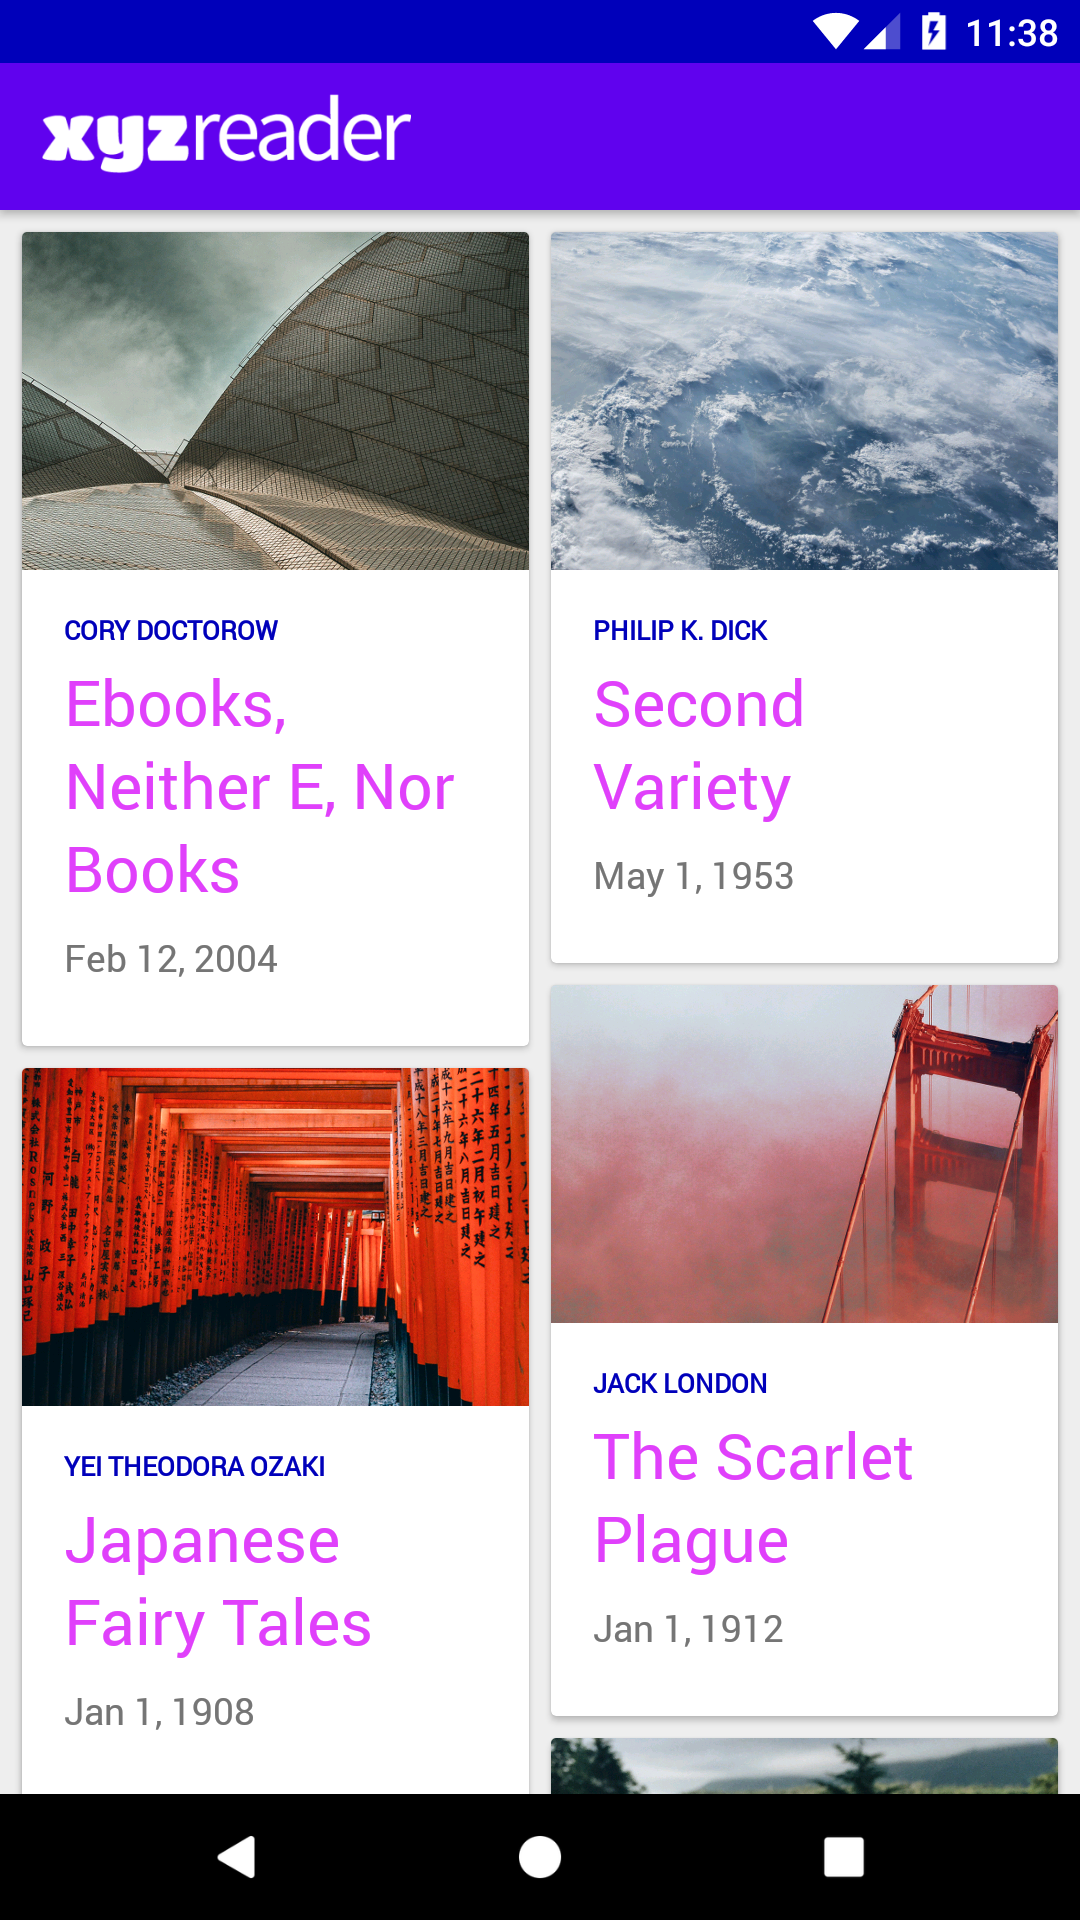 11:38
xyzreader
CORY DOCTOROW
Ebooks,
Neither E, Nor
Books
Feb 12, 2004
PHILIP K. DICK
Second
Variety
May 1, 1953
YEI THEODORA OZAKI
Japanese
Fairy Tales
Jan 1, 1908
JACK LONDON
The Scarlet
Plague
Jan 1, 1912